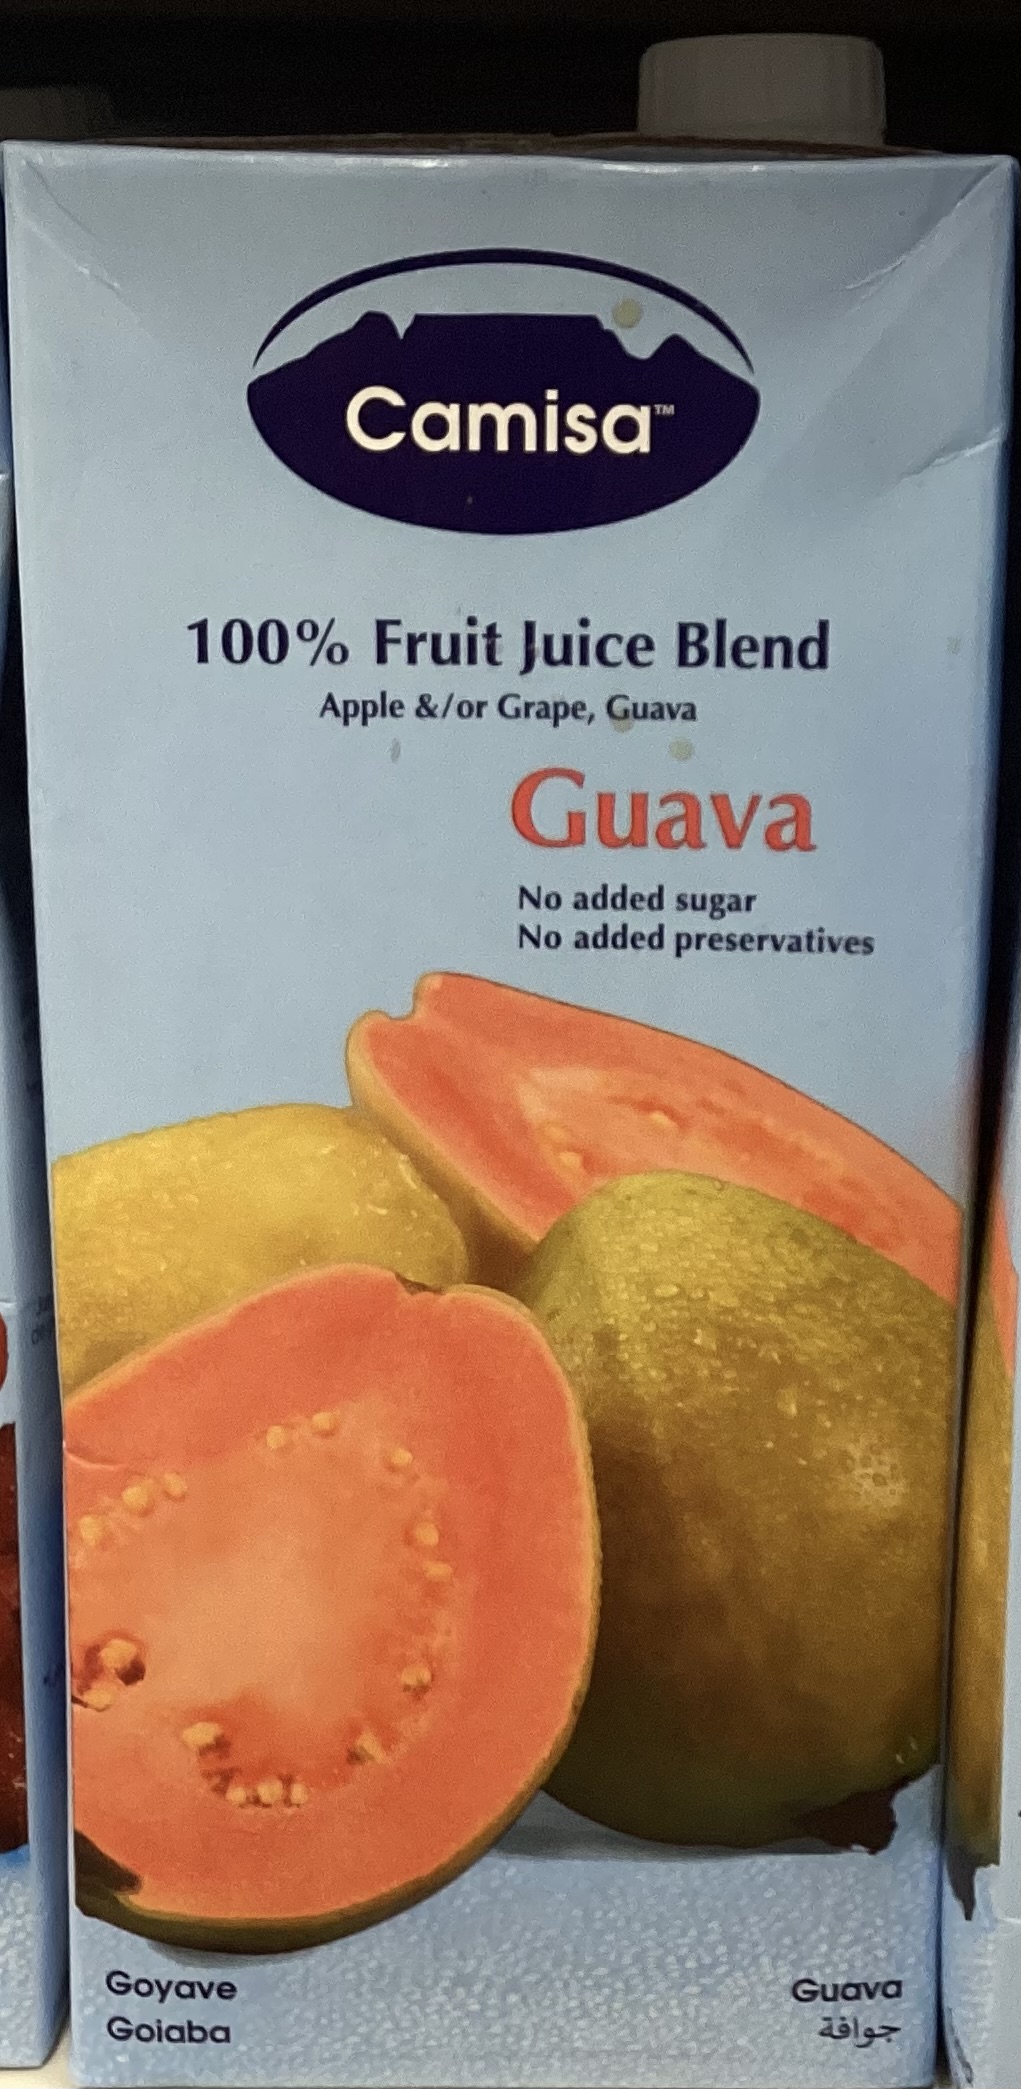 Camisa™
100% Fruit Juice Blend
Apple &/or Grape, Guava
Guava
No added sugar
No added preservatives
Goyave
Goiaba
Guava
جوافة